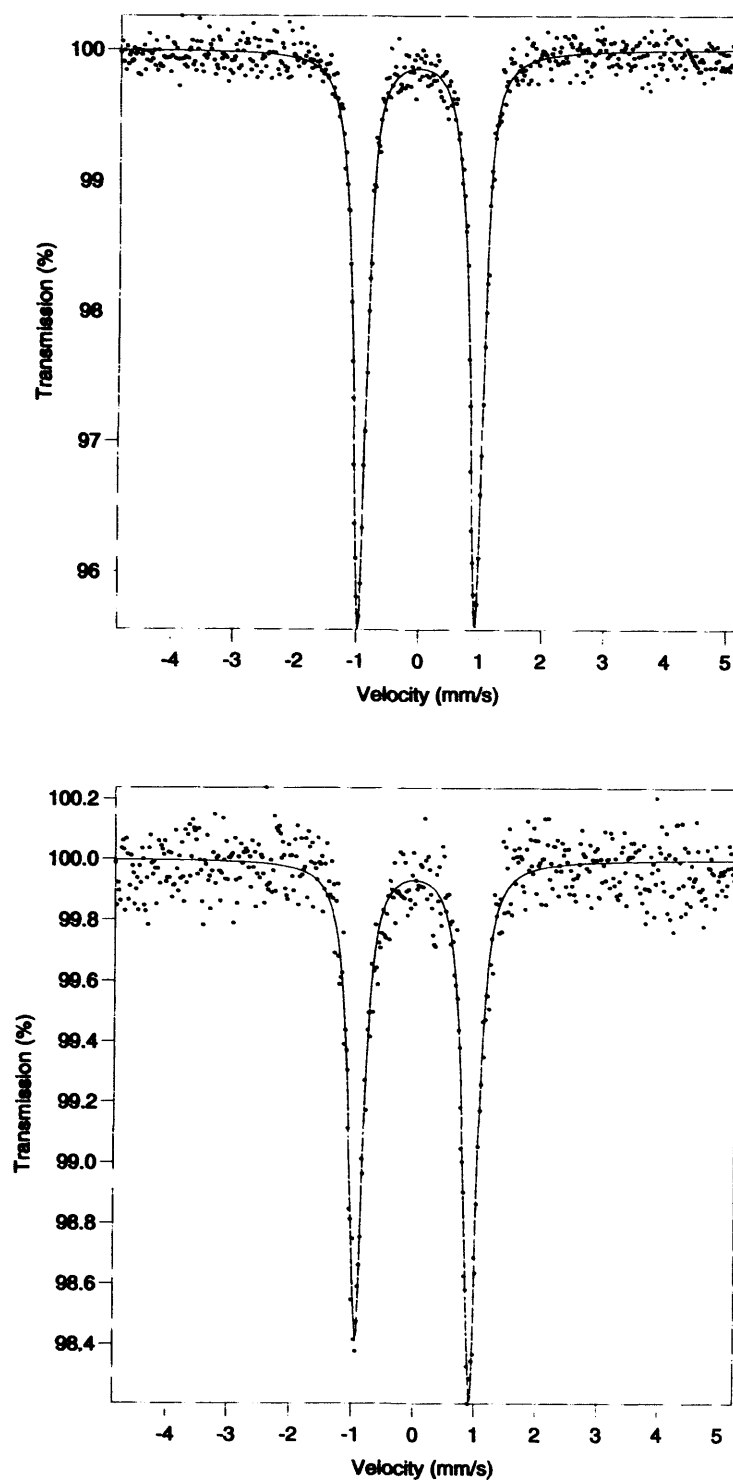 100
99
98
97
96
Transmission (%)
-4 -3 -2 -1 0 1 2 3 4 5
Velocity (mm/s)
100.2
100.0
99.8
99.6
99.4
99.2
99.0
98.8
98.6
98.4
Transmission (%)
-4 -3 -2 -1 0 1 2 3 4 5
Velocity (mm/s)